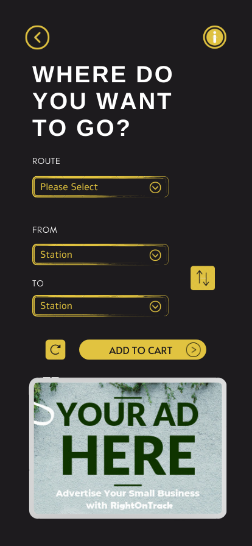 WHERE DO
YOU WANT
TO GO?
ROUTE
Please Select
FROM
Station
TO
Station
ADD TO CART
YOUR AD
HERE
Advertise Your Small Business
with RightOnTrack